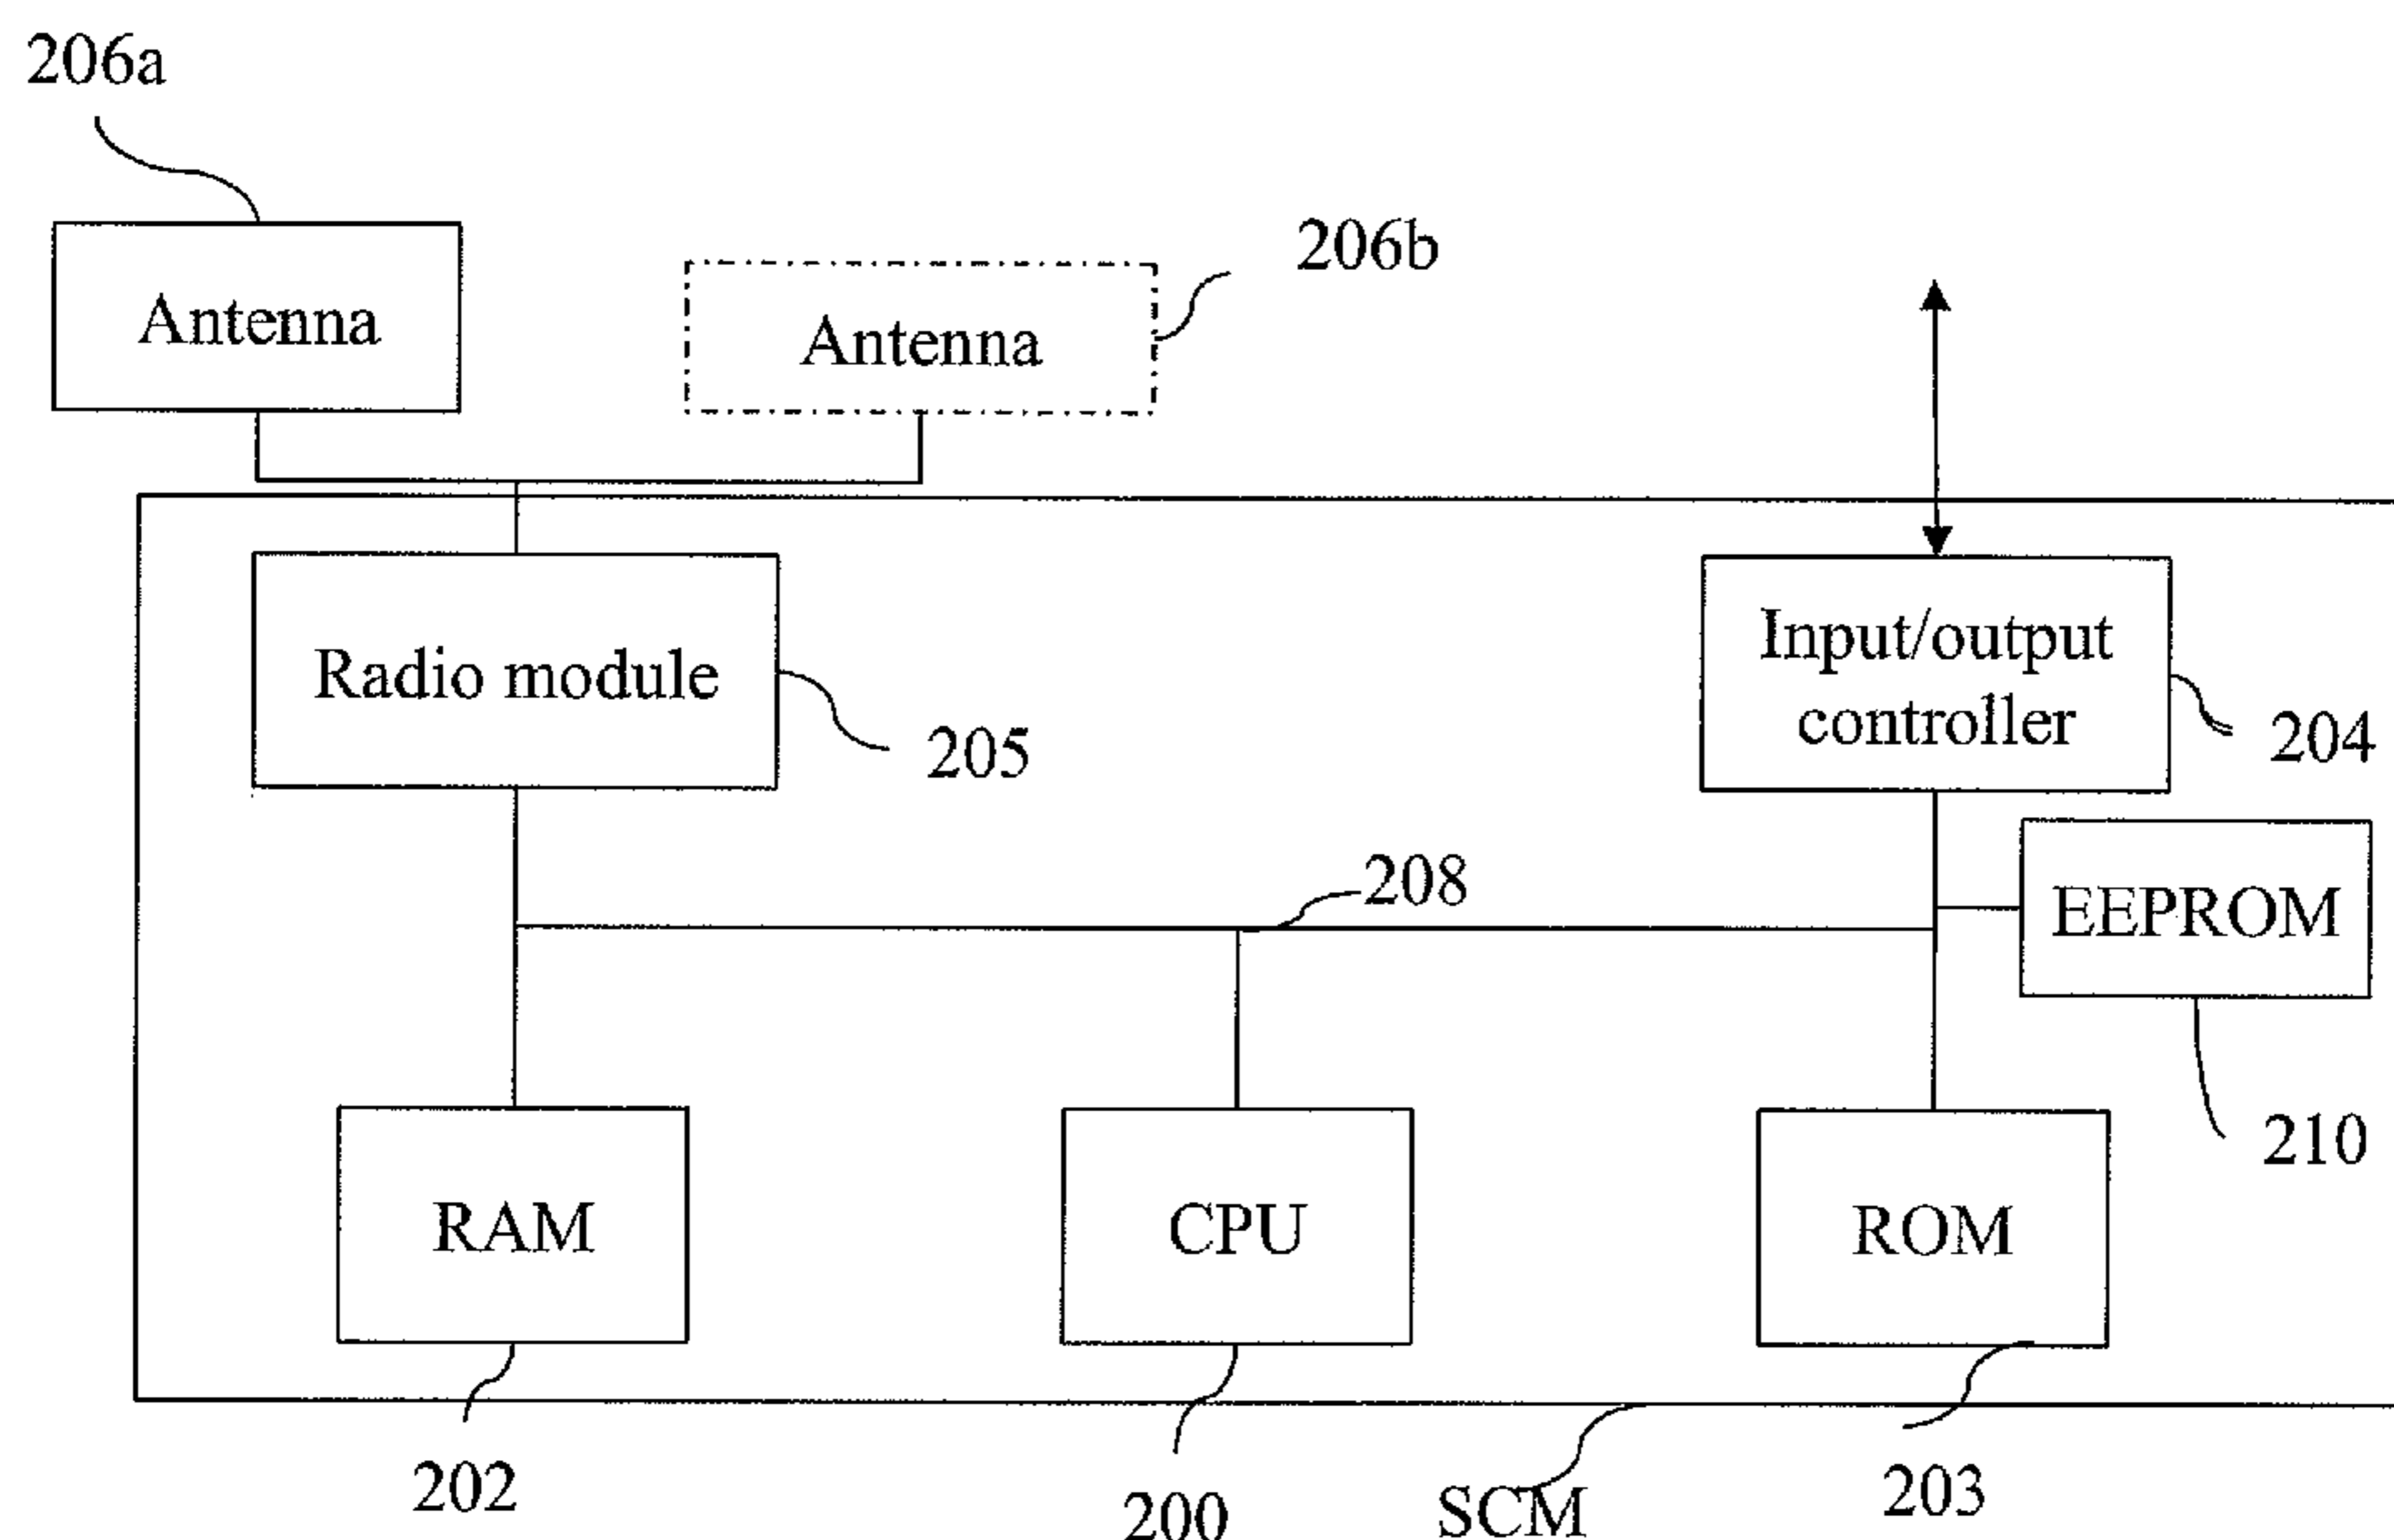 206a
206b
Antenna
Antenna
Input/output
controller
Radio module
204
205
208
EEPROM
210
RAM
CPU
ROM
202
200
SCM
203